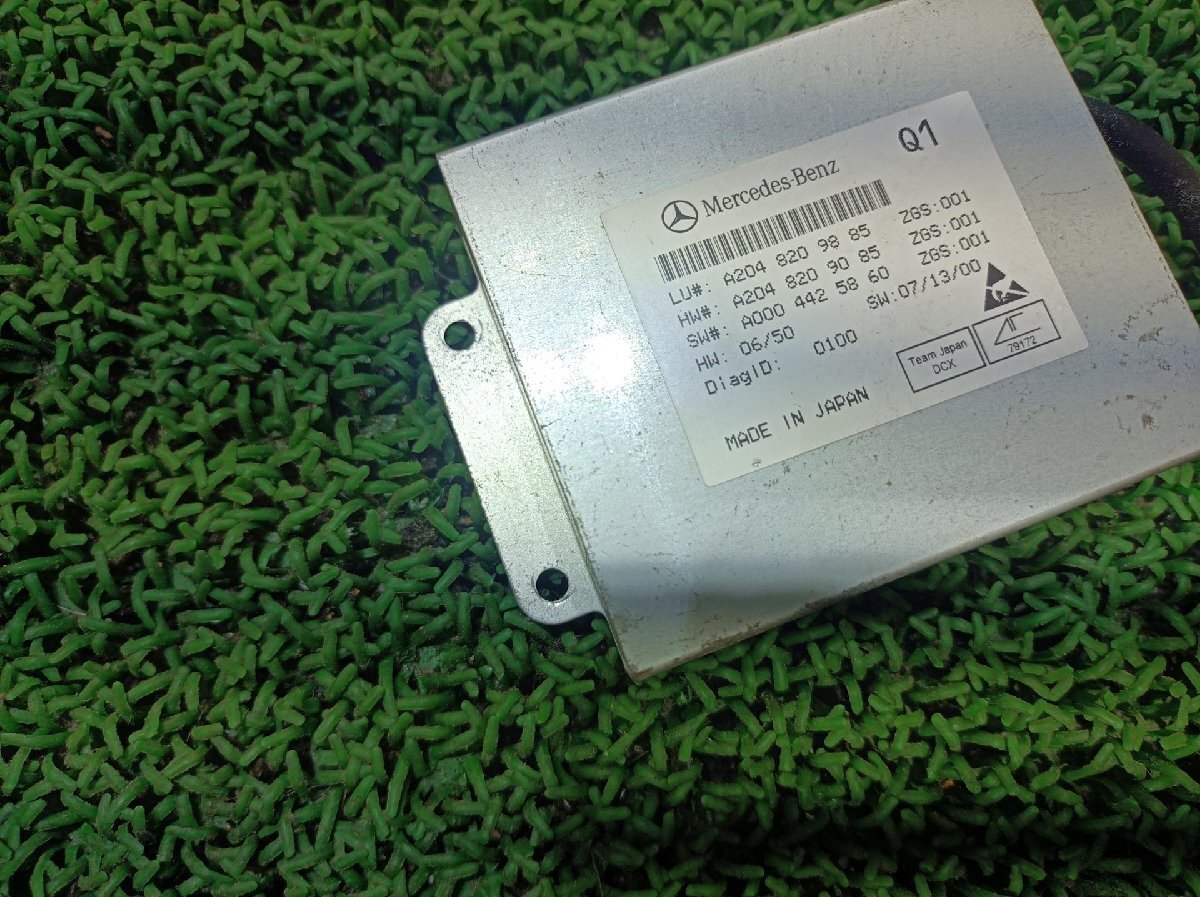 Q1
Mercedes-Benz
LU#: A204 820 98 85 ZGS:001
HW#: A204 820 90 85 ZGS:001
SW#: A000 442 58 60 ZGS:001
HW: 06/50 SW:07/13/00
DiagID: 0100
Team Japan
DCX
79172
MADE IN JAPAN